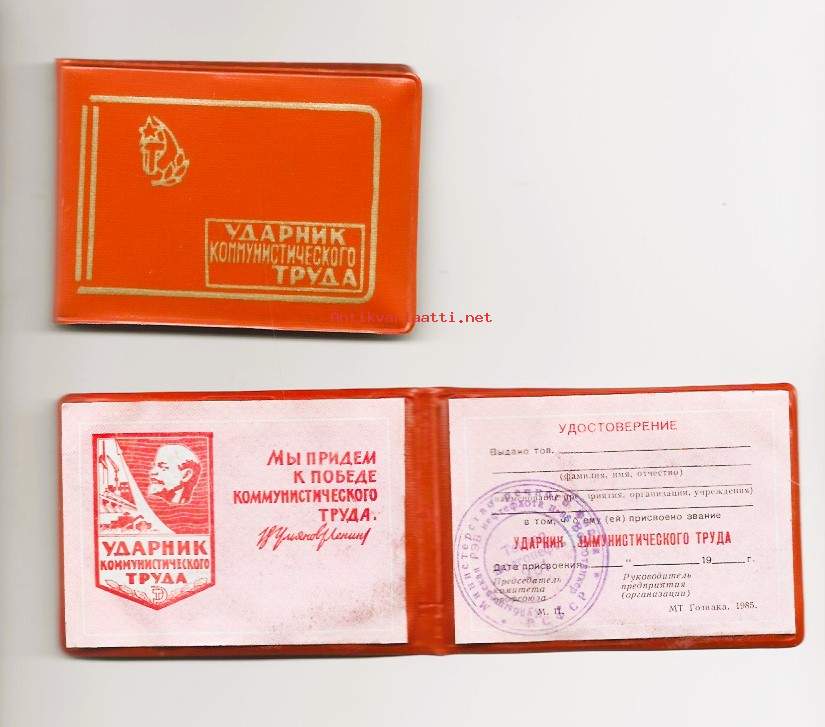 УДАРНИК
КОММУНИСТИЧЕСКОГО
ТРУДА
Antikvariaatti.net
УДАРНИК
КОММУНИСТИЧЕСКОГО
ТРУДА
МЫ ПРИДЕМ
К ПОБЕДЕ
КОММУНИСТИЧЕСКОГО
ТРУДА.
В Ульянов (Ленин)
УДОСТОВЕРЕНИЕ
Выдано тов.
(фамилия, имя, отчество)
организации, учреждения)
в том, что ему (ей) присвоено звание
УДАРНИК КОММУНИСТИЧЕСКОГО ТРУДА
Дата присвоения " 19 г.
Председатель
комитета
профсоюза
Руководитель
предприятия
(организации)
М. П.
МТ Гознака. 1985.
РСФСР